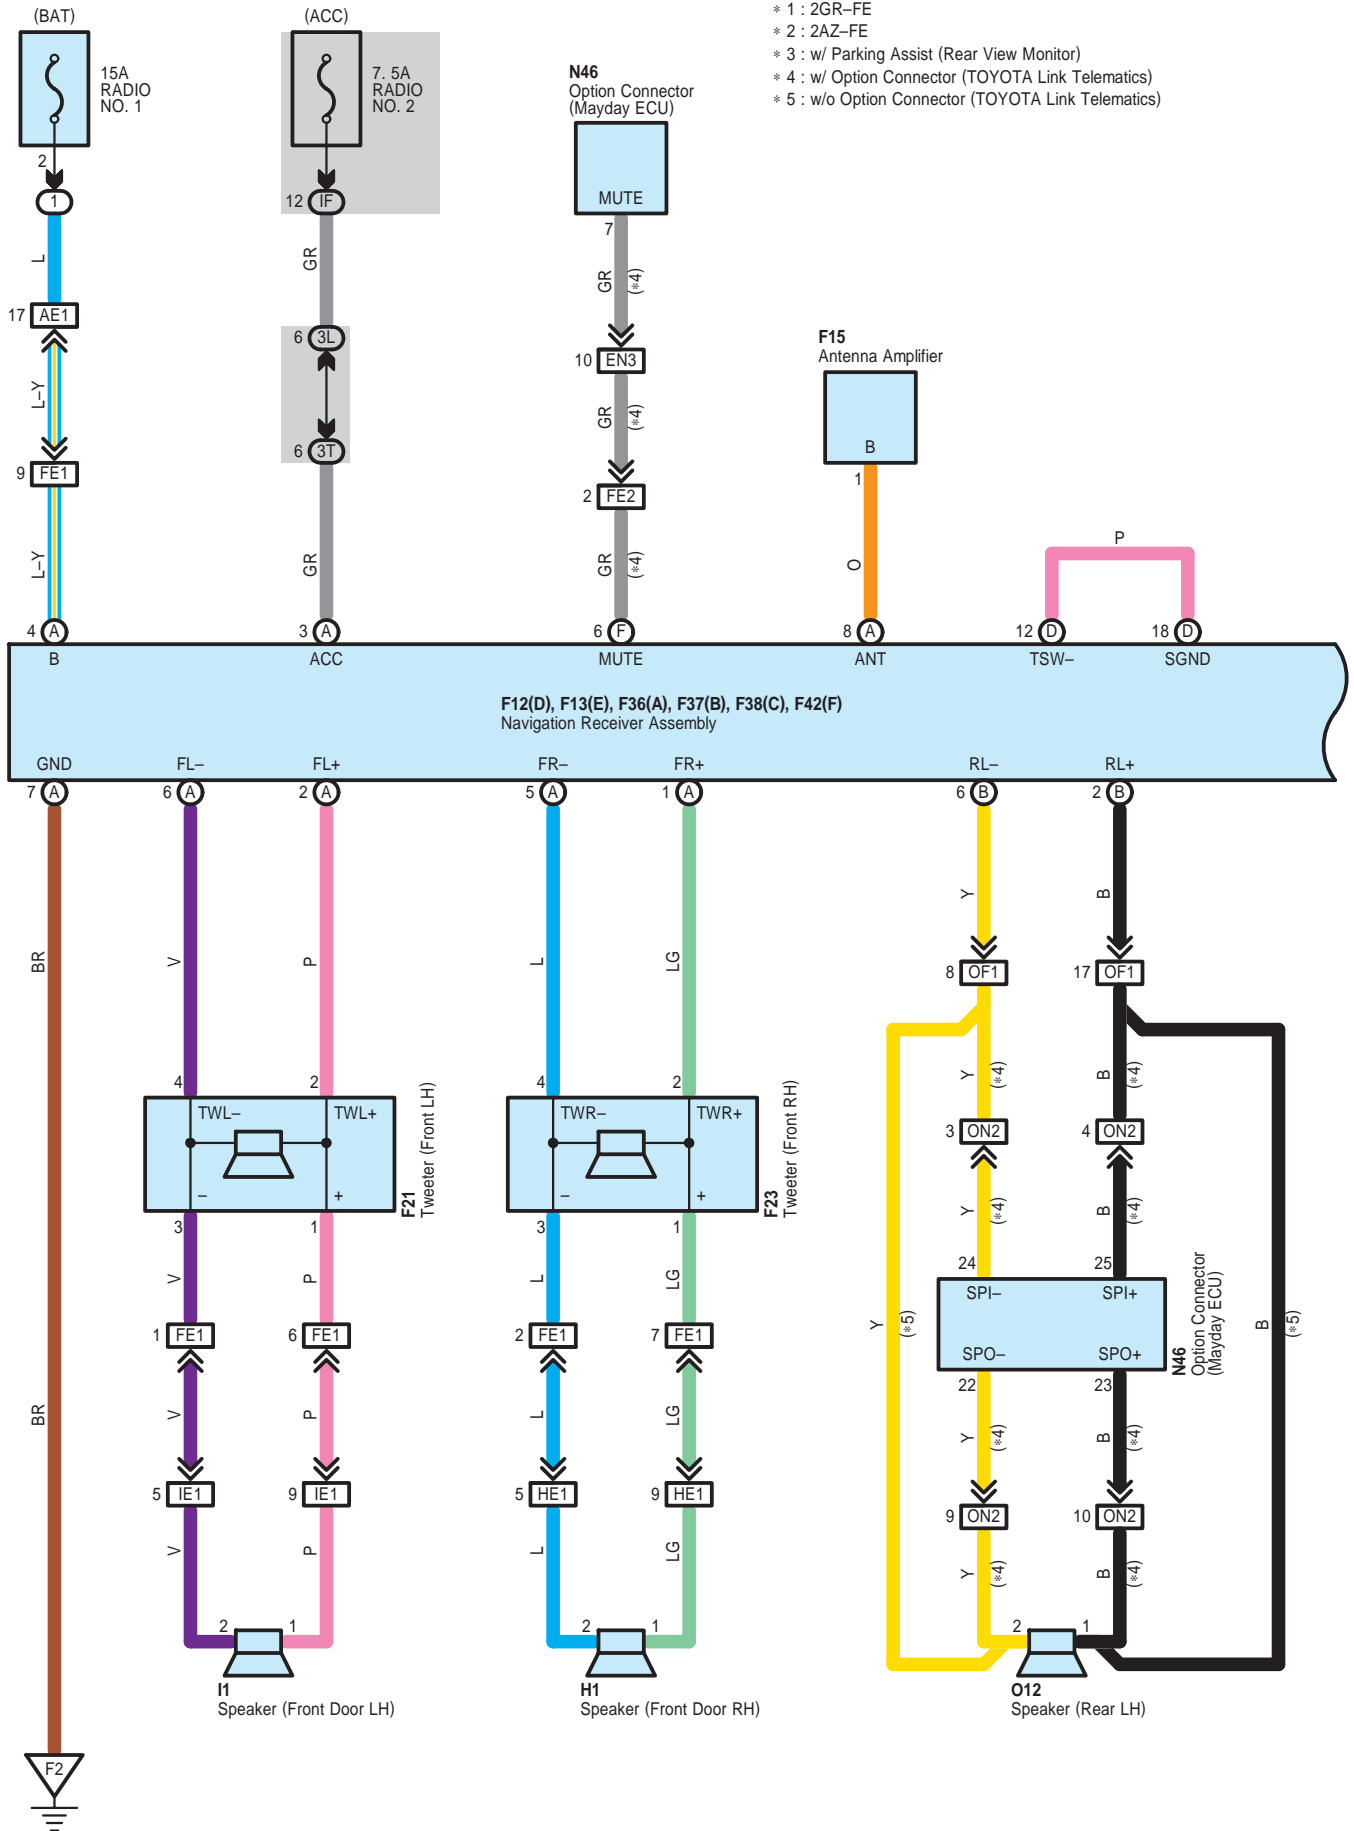 (BAT)
15A
RADIO
NO. 1
2
1
L
17 AE1
L–Y
9 FE1
L–Y
4 A
(ACC)
7. 5A
RADIO
NO. 2
12 IF
GR
6 3L
6 3T
GR
3 A
N46
Option Connector
(Mayday ECU)
MUTE
7
GR (*4)
10 EN3
GR (*4)
2 FE2
GR (*4)
6 F
* 1 : 2GR–FE
* 2 : 2AZ–FE
* 3 : w/ Parking Assist (Rear View Monitor)
* 4 : w/ Option Connector (TOYOTA Link Telematics)
* 5 : w/o Option Connector (TOYOTA Link Telematics)
F15
Antenna Amplifier
B
1
O
8 A
P
12 D
18 D
B ACC MUTE ANT TSW– SGND
F12(D), F13(E), F36(A), F37(B), F38(C), F42(F)
Navigation Receiver Assembly
GND FL– FL+ FR– FR+ RL– RL+
7 A 6 A 2 A 5 A 1 A 6 B 2 B
BR
BR
F2
V P
4 2
TWL– TWL+
– +
F21
Tweeter (Front LH)
3 1
V P
1 FE1 6 FE1
V P
5 IE1 9 IE1
V P
2 1
I1
Speaker (Front Door LH)
L LG
4 2
TWR– TWR+
– +
F23
Tweeter (Front RH)
3 1
L LG
2 FE1 7 FE1
L LG
5 HE1 9 HE1
L LG
2 1
H1
Speaker (Front Door RH)
Y B
8 OF1 17 OF1
Y (*4) B (*4)
3 ON2 4 ON2
Y (*4) B (*4)
24 25
SPI– SPI+
Y (*5) B (*5)
SPO– SPO+
N46
Option Connector
(Mayday ECU)
22 23
Y (*4) B (*4)
9 ON2 10 ON2
Y (*4) B (*4)
2 1
O12
Speaker (Rear LH)